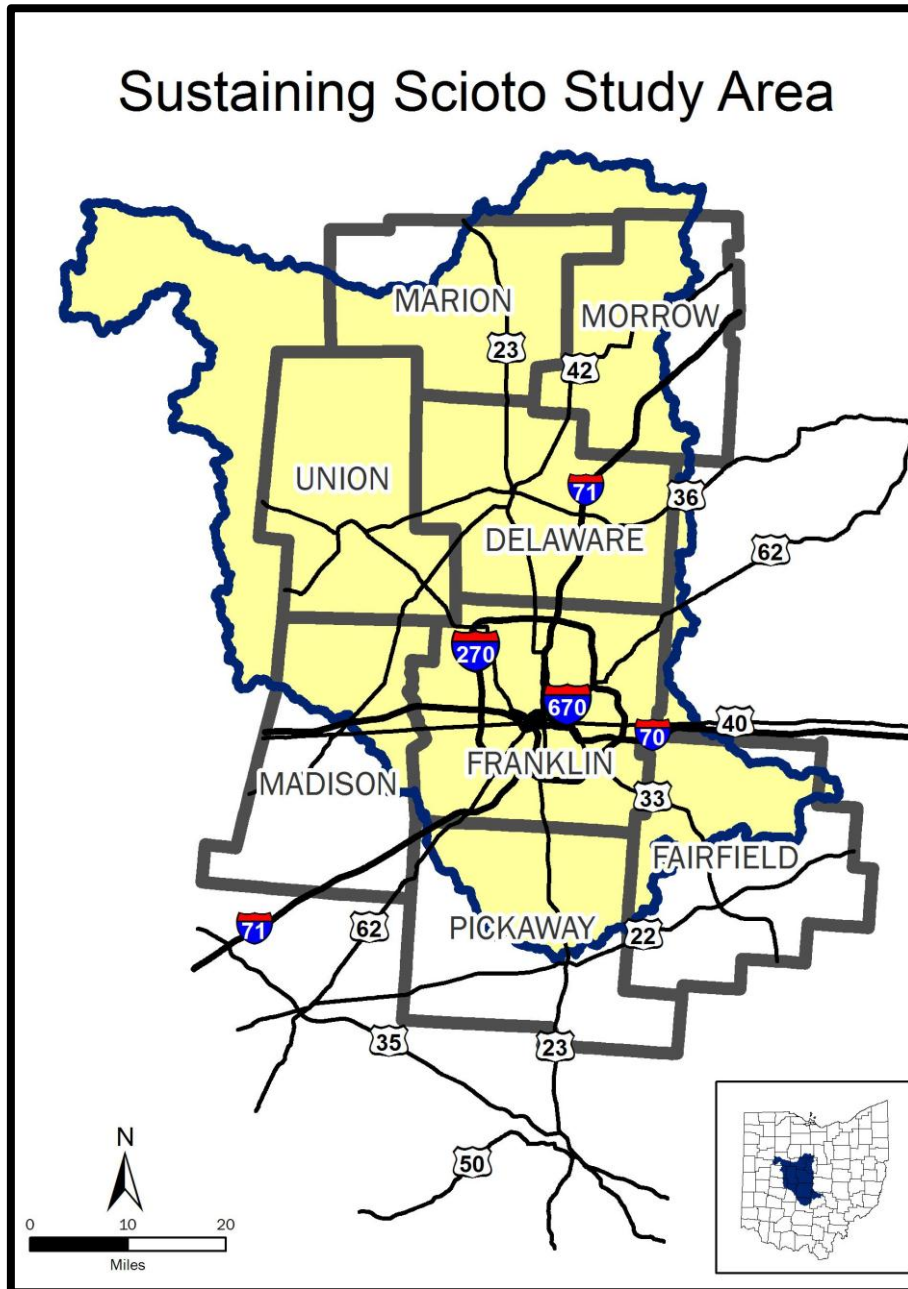 Sustaining Scioto Study Area
MARION
MORROW
23
42
UNION
71
36
DELAWARE
62
270
670
70
40
FRANKLIN
MADISON
33
FAIRFIELD
71
62
PICKAWAY
22
35
23
50
N
0 10 20
Miles